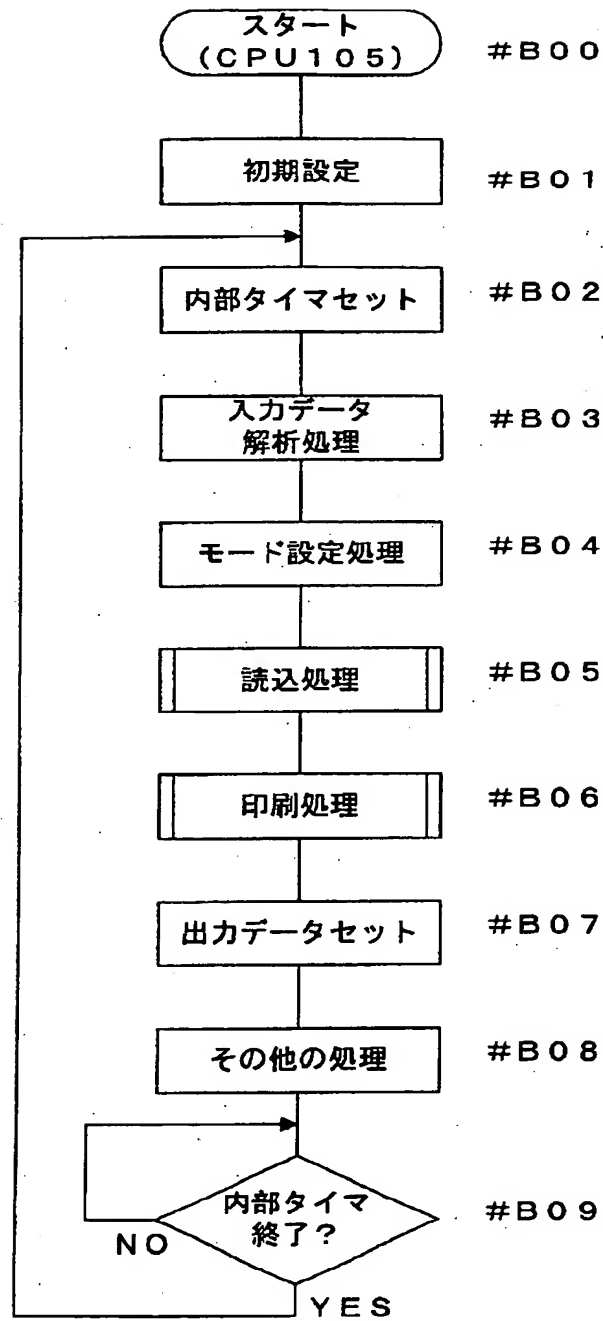 スタート
(CPU105)
#B00
初期設定
#B01
内部タイマセット
#B02
入力データ
解析処理
#B03
モード設定処理
#B04
読込処理
#B05
印刷処理
#B06
出力データセット
#B07
その他の処理
#B08
内部タイマ
終了?
#B09
NO
YES